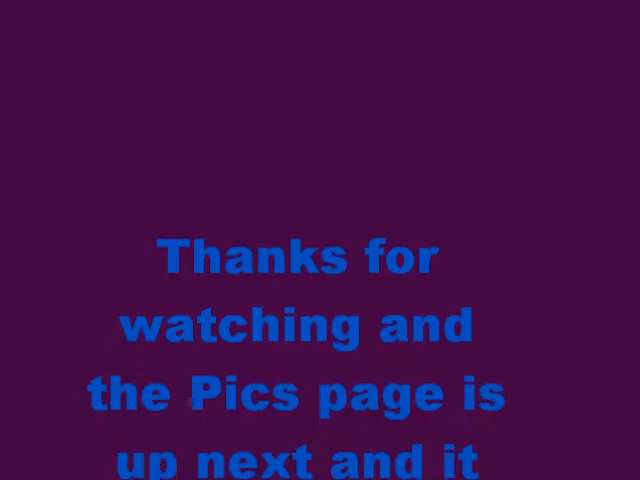 Thanks for
watching and
the Pics page is
up next and it